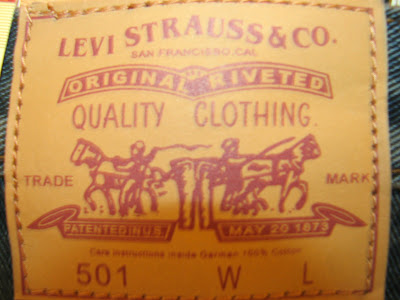 LEVI STRAUSS & CO.
SAN FRANCISCO, CAL
ORIGINAL RIVETED
QUALITY CLOTHING.
TRADE MARK
PATENTED IN U.S. MAY 20 1873
Care instructions inside German 100% Cotton
501 W L